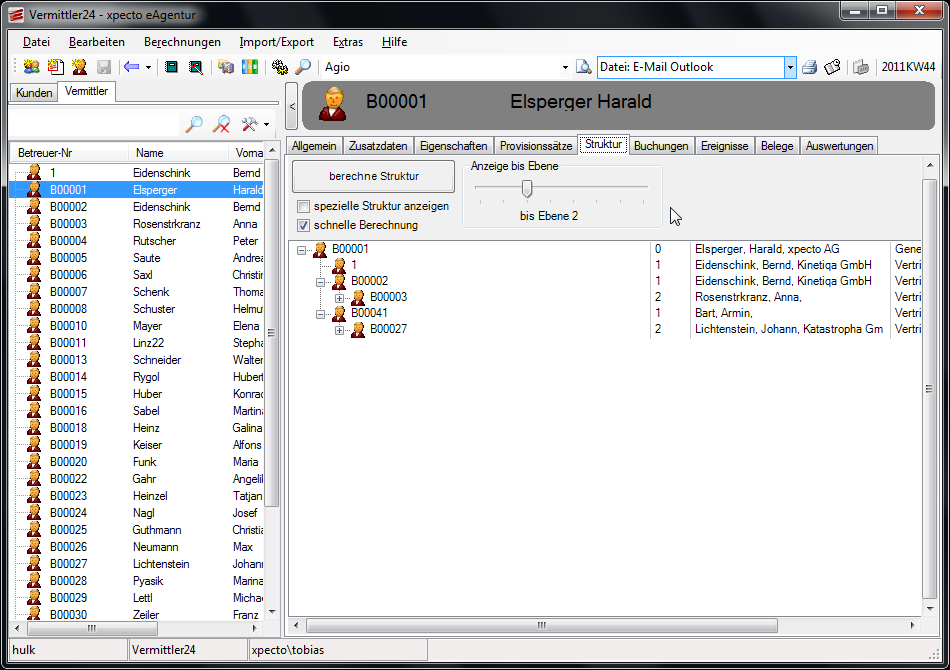 Vermittler24 - xpecto eAgentur
Datei Bearbeiten Berechnungen Import/Export Extras Hilfe
Agio Datei: E-Mail Outlook 2011KW44
Kunden Vermittler
< B00001 Elsperger Harald
Allgemein Zusatzdaten Eigenschaften Provisionssätze Struktur Buchungen Ereignisse Belege Auswertungen
berechne Struktur
spezielle Struktur anzeigen
schnelle Berechnung
Anzeige bis Ebene
bis Ebene 2
Betreuer-Nr Name Vorna
1 Eidenschink Bernd
B00001 Elsperger Harald
B00002 Eidenschink Bernd
B00003 Rosenstrkranz Anna
B00004 Rutscher Peter
B00005 Saute Andrea
B00006 Saxl Christin
B00007 Schenk Thoma
B00008 Schuster Helmut
B00010 Mayer Elena
B00011 Linz22 Stepha
B00013 Schneider Walter
B00014 Rygol Hubert
B00015 Huber Konrad
B00016 Sabel Martina
B00018 Heinz Galina
B00019 Keiser Alfons
B00020 Funk Maria
B00022 Gahr Angelik
B00023 Heinzel Tatjan
B00024 Nagl Josef
B00025 Guthmann Christia
B00026 Neumann Max
B00027 Lichtenstein Johann
B00028 Pyasik Marina
B00029 Lettl Michae
B00030 Zeiler Franz
B00001 0 Elsperger, Harald, xpecto AG Gene
1 1 Eidenschink, Bernd, Kinetiqa GmbH Vertri
B00002 1 Eidenschink, Bernd, Kinetiqa GmbH Vertri
B00003 2 Rosenstrkranz, Anna, Vertri
B00041 1 Bart, Armin, Vertri
B00027 2 Lichtenstein, Johann, Katastropha Gm Vertri
hulk Vermittler24 xpecto\tobias